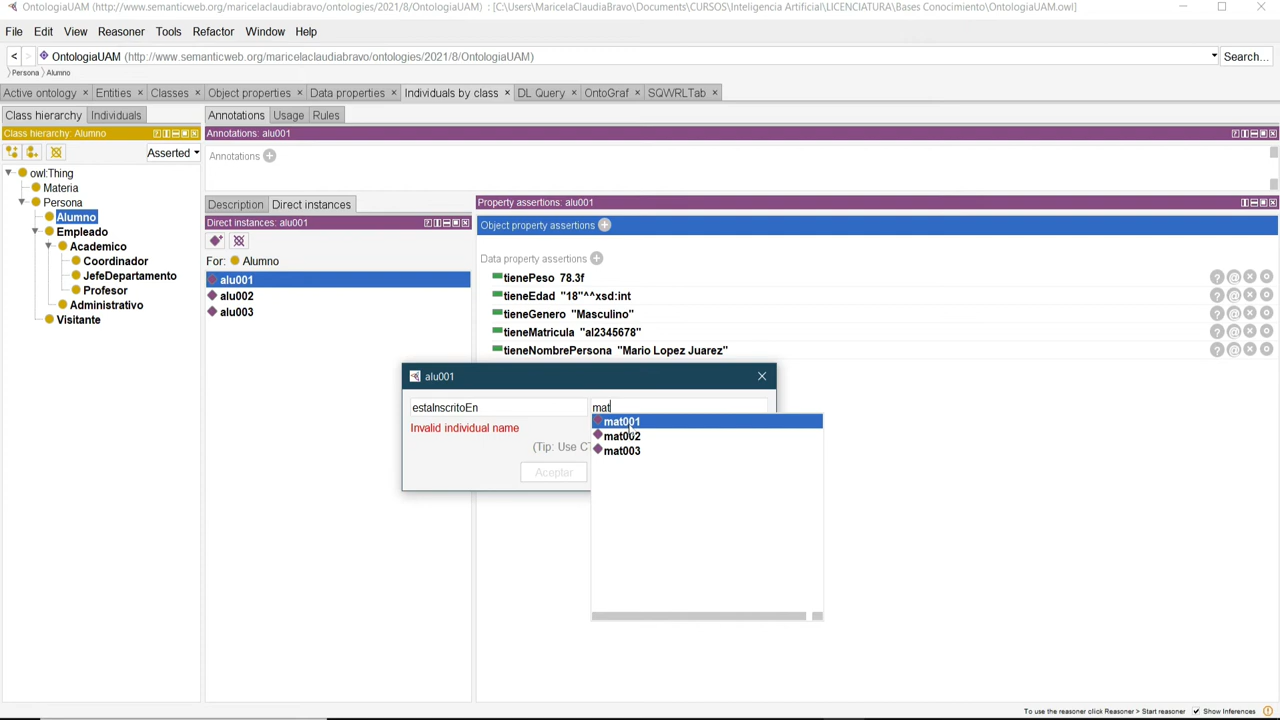 OntologiaUAM (http://www.semanticweb.org/maricelaclaudiabravo/ontologies/2021/8/OntologiaUAM) : [C:\Users\MaricelaClaudiaBravo\Documents\CURSOS\Inteligencia Artificial\LICENCIATURA\Bases Conocimiento\OntologiaUAM.owl]
File Edit View Reasoner Tools Refactor Window Help
< > OntologiaUAM (http://www.semanticweb.org/maricelaclaudiabravo/ontologies/2021/8/OntologiaUAM) Search...
Persona Alumno
Active ontology × Entities × Classes × Object properties × Data properties × Individuals by class × DL Query × OntoGraf × SQWRLTab ×
Class hierarchy Individuals
Class hierarchy: Alumno
Asserted
owl:Thing
Materia
Persona
Alumno
Empleado
Academico
Coordinador
JefeDepartamento
Profesor
Administrativo
Visitante
Annotations Usage Rules
Annotations: alu001
Annotations
Description Direct instances
Direct instances: alu001
For: Alumno
alu001
alu002
alu003
Property assertions: alu001
Object property assertions
Data property assertions
tienePeso 78.3f
tieneEdad "18"^^xsd:int
tieneGenero "Masculino"
tieneMatricula "al2345678"
tieneNombrePersona "Mario Lopez Juarez"
alu001
estaInscritoEn mat
Invalid individual name
(Tip: Use C
Aceptar
mat001
mat002
mat003
To use the reasoner click Reasoner > Start reasoner Show Inferences